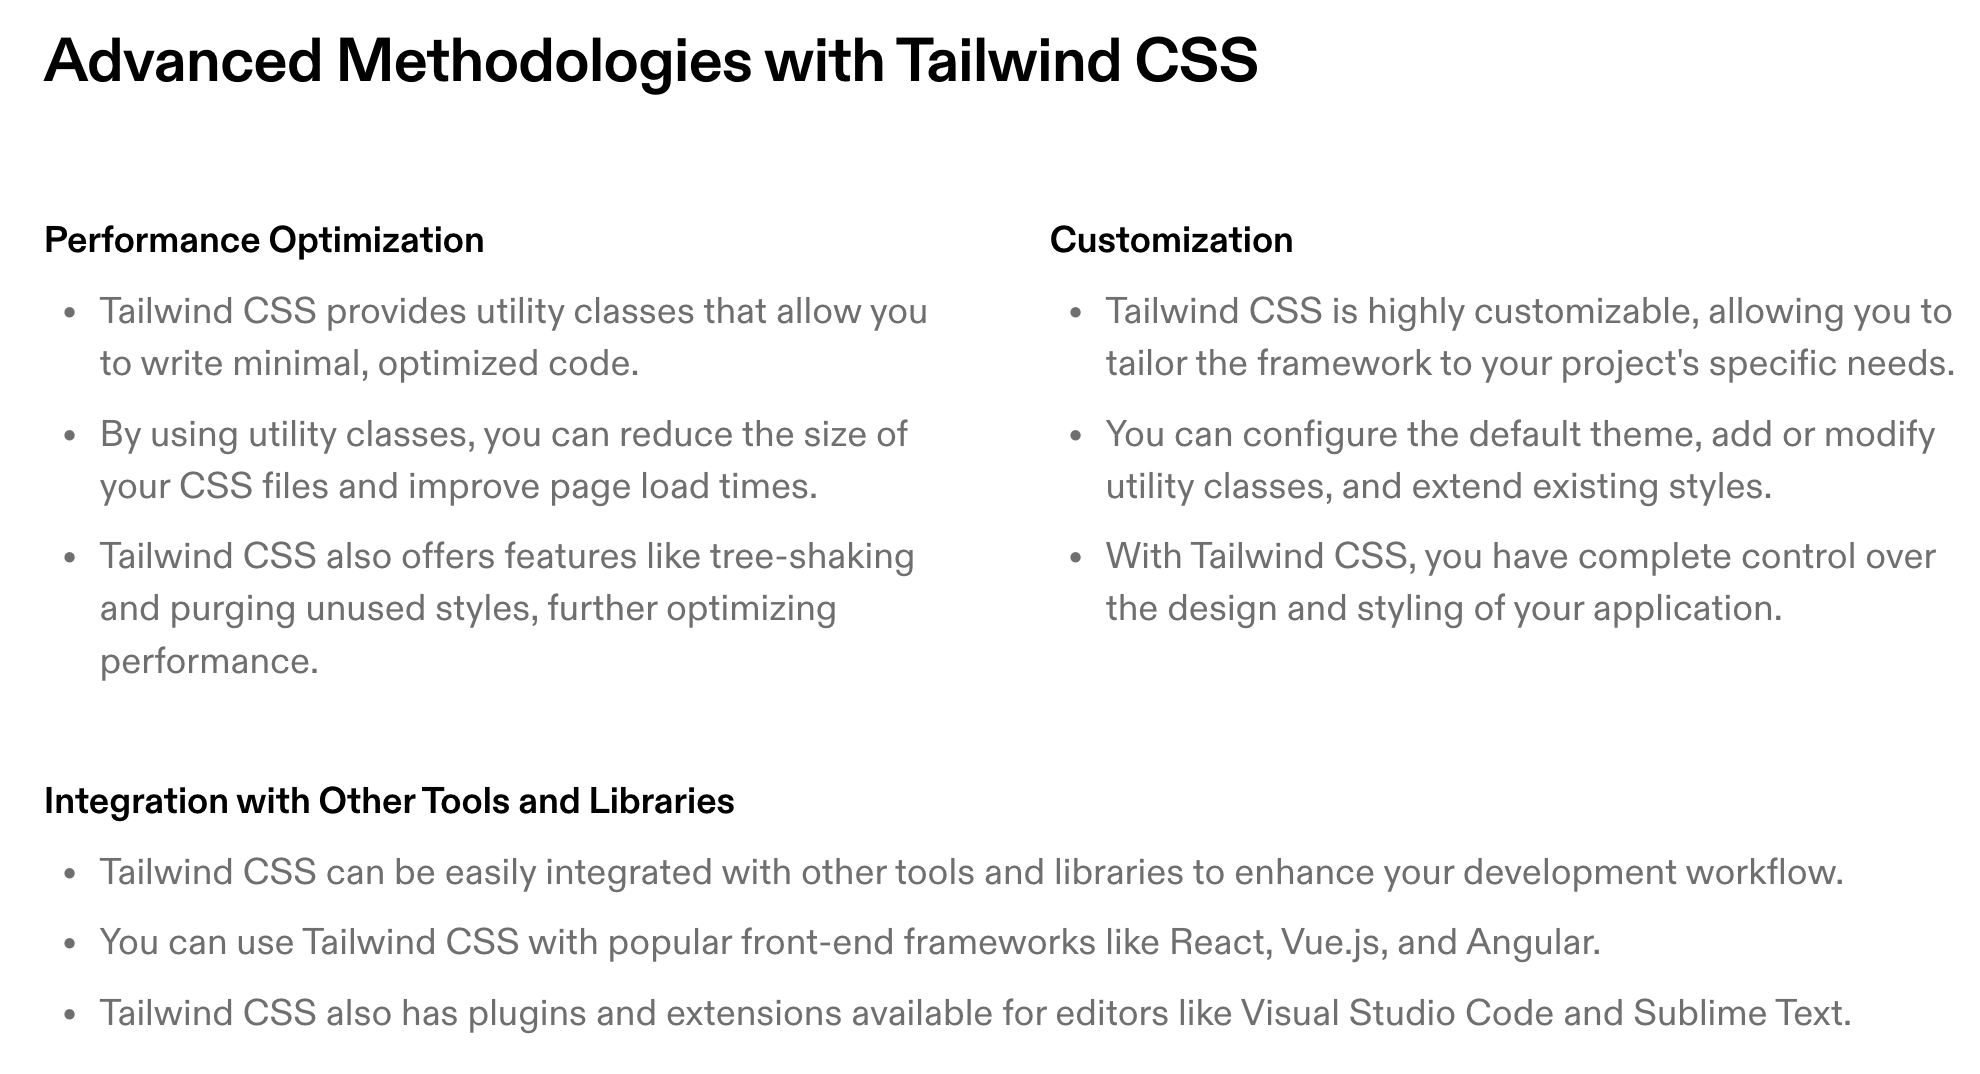 Advanced Methodologies with Tailwind CSS
Performance Optimization
• Tailwind CSS provides utility classes that allow you
to write minimal, optimized code.
• By using utility classes, you can reduce the size of
your CSS files and improve page load times.
• Tailwind CSS also offers features like tree-shaking
and purging unused styles, further optimizing
performance.
Customization
• Tailwind CSS is highly customizable, allowing you to
tailor the framework to your project's specific needs.
• You can configure the default theme, add or modify
utility classes, and extend existing styles.
• With Tailwind CSS, you have complete control over
the design and styling of your application.
Integration with Other Tools and Libraries
• Tailwind CSS can be easily integrated with other tools and libraries to enhance your development workflow.
• You can use Tailwind CSS with popular front-end frameworks like React, Vue.js, and Angular.
• Tailwind CSS also has plugins and extensions available for editors like Visual Studio Code and Sublime Text.